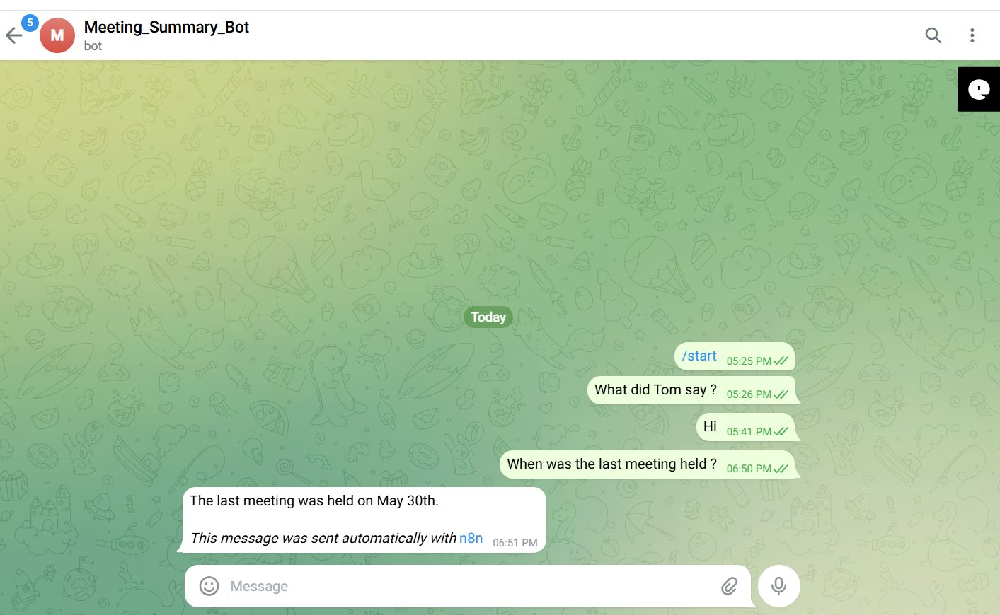 5
M
Meeting_Summary_Bot
bot
Today
/start 05:25 PM
What did Tom say ? 05:26 PM
Hi 05:41 PM
When was the last meeting held ? 06:50 PM
The last meeting was held on May 30th.
This message was sent automatically with n8n 06:51 PM
Message